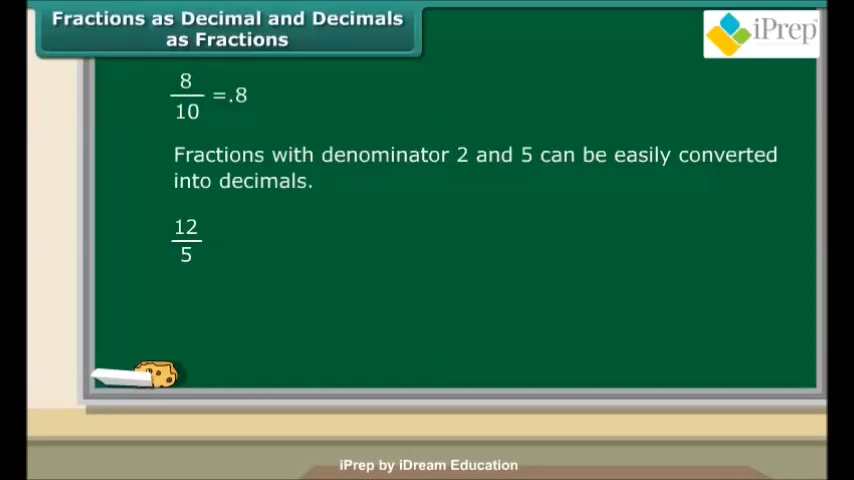 Fractions as Decimal and Decimals
as Fractions
iPrep
8
10
=.8
Fractions with denominator 2 and 5 can be easily converted
into decimals.
12
5
iPrep by iDream Education